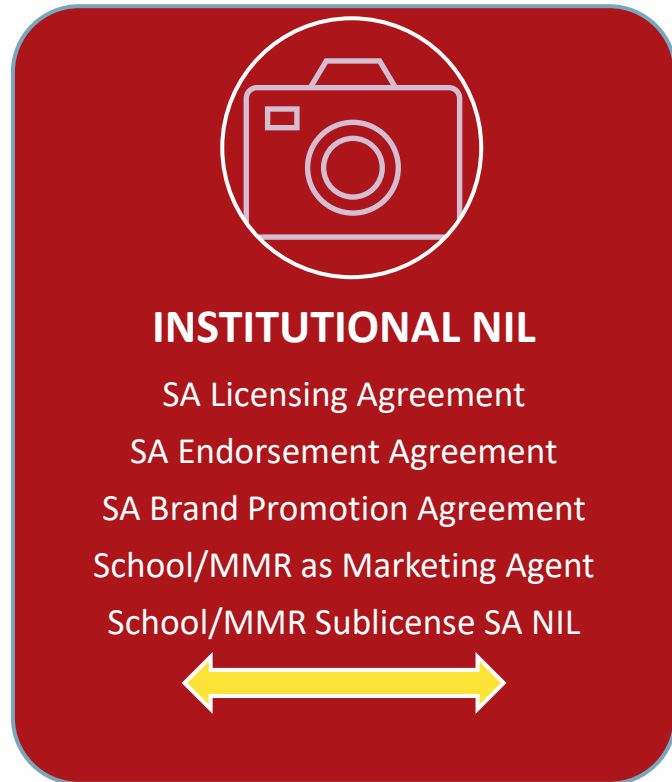 INSTITUTIONAL NIL
SA Licensing Agreement
SA Endorsement Agreement
SA Brand Promotion Agreement
School/MMR as Marketing Agent
School/MMR Sublicense SA NIL